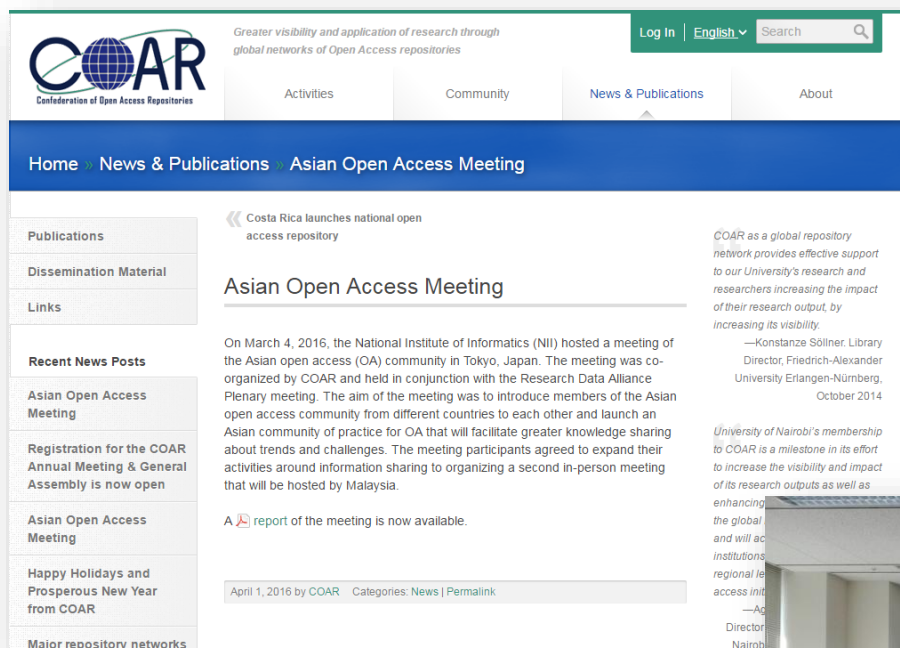 Greater visibility and application of research through
global networks of Open Access repositories
Log In
English
Search
COAR
Confederation of Open Access Repositories
Activities
Community
News & Publications
About
Home » News & Publications » Asian Open Access Meeting
Publications
Dissemination Material
Links
Recent News Posts
Asian Open Access
Meeting
Registration for the COAR
Annual Meeting & General
Assembly is now open
Asian Open Access
Meeting
Happy Holidays and
Prosperous New Year
from COAR
Major repository networks
« Costa Rica launches national open
access repository
Asian Open Access Meeting
On March 4, 2016, the National Institute of Informatics (NII) hosted a meeting of
the Asian open access (OA) community in Tokyo, Japan. The meeting was co-
organized by COAR and held in conjunction with the Research Data Alliance
Plenary meeting. The aim of the meeting was to introduce members of the Asian
open access community from different countries to each other and launch an
Asian community of practice for OA that will facilitate greater knowledge sharing
about trends and challenges. The meeting participants agreed to expand their
activities around information sharing to organizing a second in-person meeting
that will be hosted by Malaysia.
A report of the meeting is now available.
April 1, 2016 by COAR Categories: News | Permalink
COAR as a global repository
network provides effective support
to our University's research and
researchers increasing the impact
of their research output, by
increasing its visibility.
—Konstanze Söllner. Library
Director, Friedrich-Alexander
University Erlangen-Nürnberg,
October 2014
University of Nairobi's membership
to COAR is a milestone in its effort
to increase the visibility and impact
of its research outputs as well as
enhancing
the global
and will
institutions
regional
access
Director